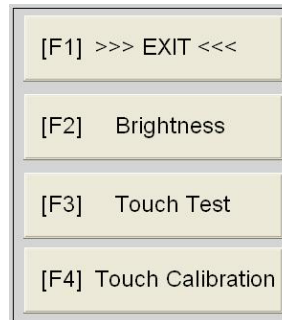 [F1] >>> EXIT <<<
[F2] Brightness
[F3] Touch Test
[F4] Touch Calibration